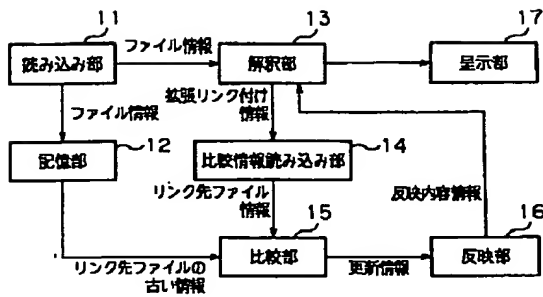 11
13
17
ファイル情報
読み込み部
解釈部
呈示部
ファイル情報
拡張リンク付け
情報
12
14
記憶部
比較情報読み込み部
リンク先ファイル
情報
反映内容情報
15
16
比較部
反映部
リンク先ファイルの
古い情報
更新情報